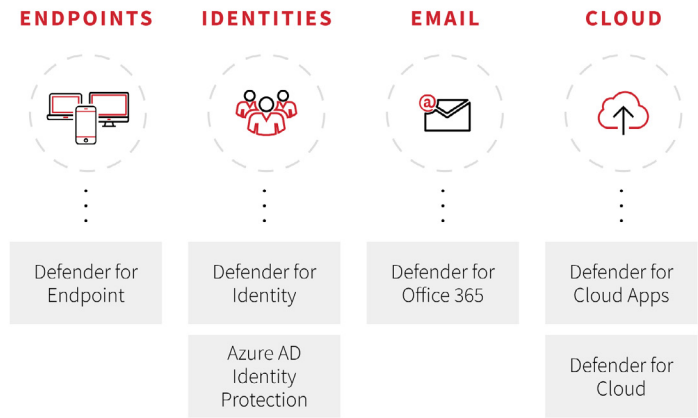 ENDPOINTS
IDENTITIES
EMAIL
CLOUD
@
Defender for
Endpoint
Defender for
Identity
Defender for
Office 365
Defender for
Cloud Apps
Azure AD
Identity
Protection
Defender for
Cloud